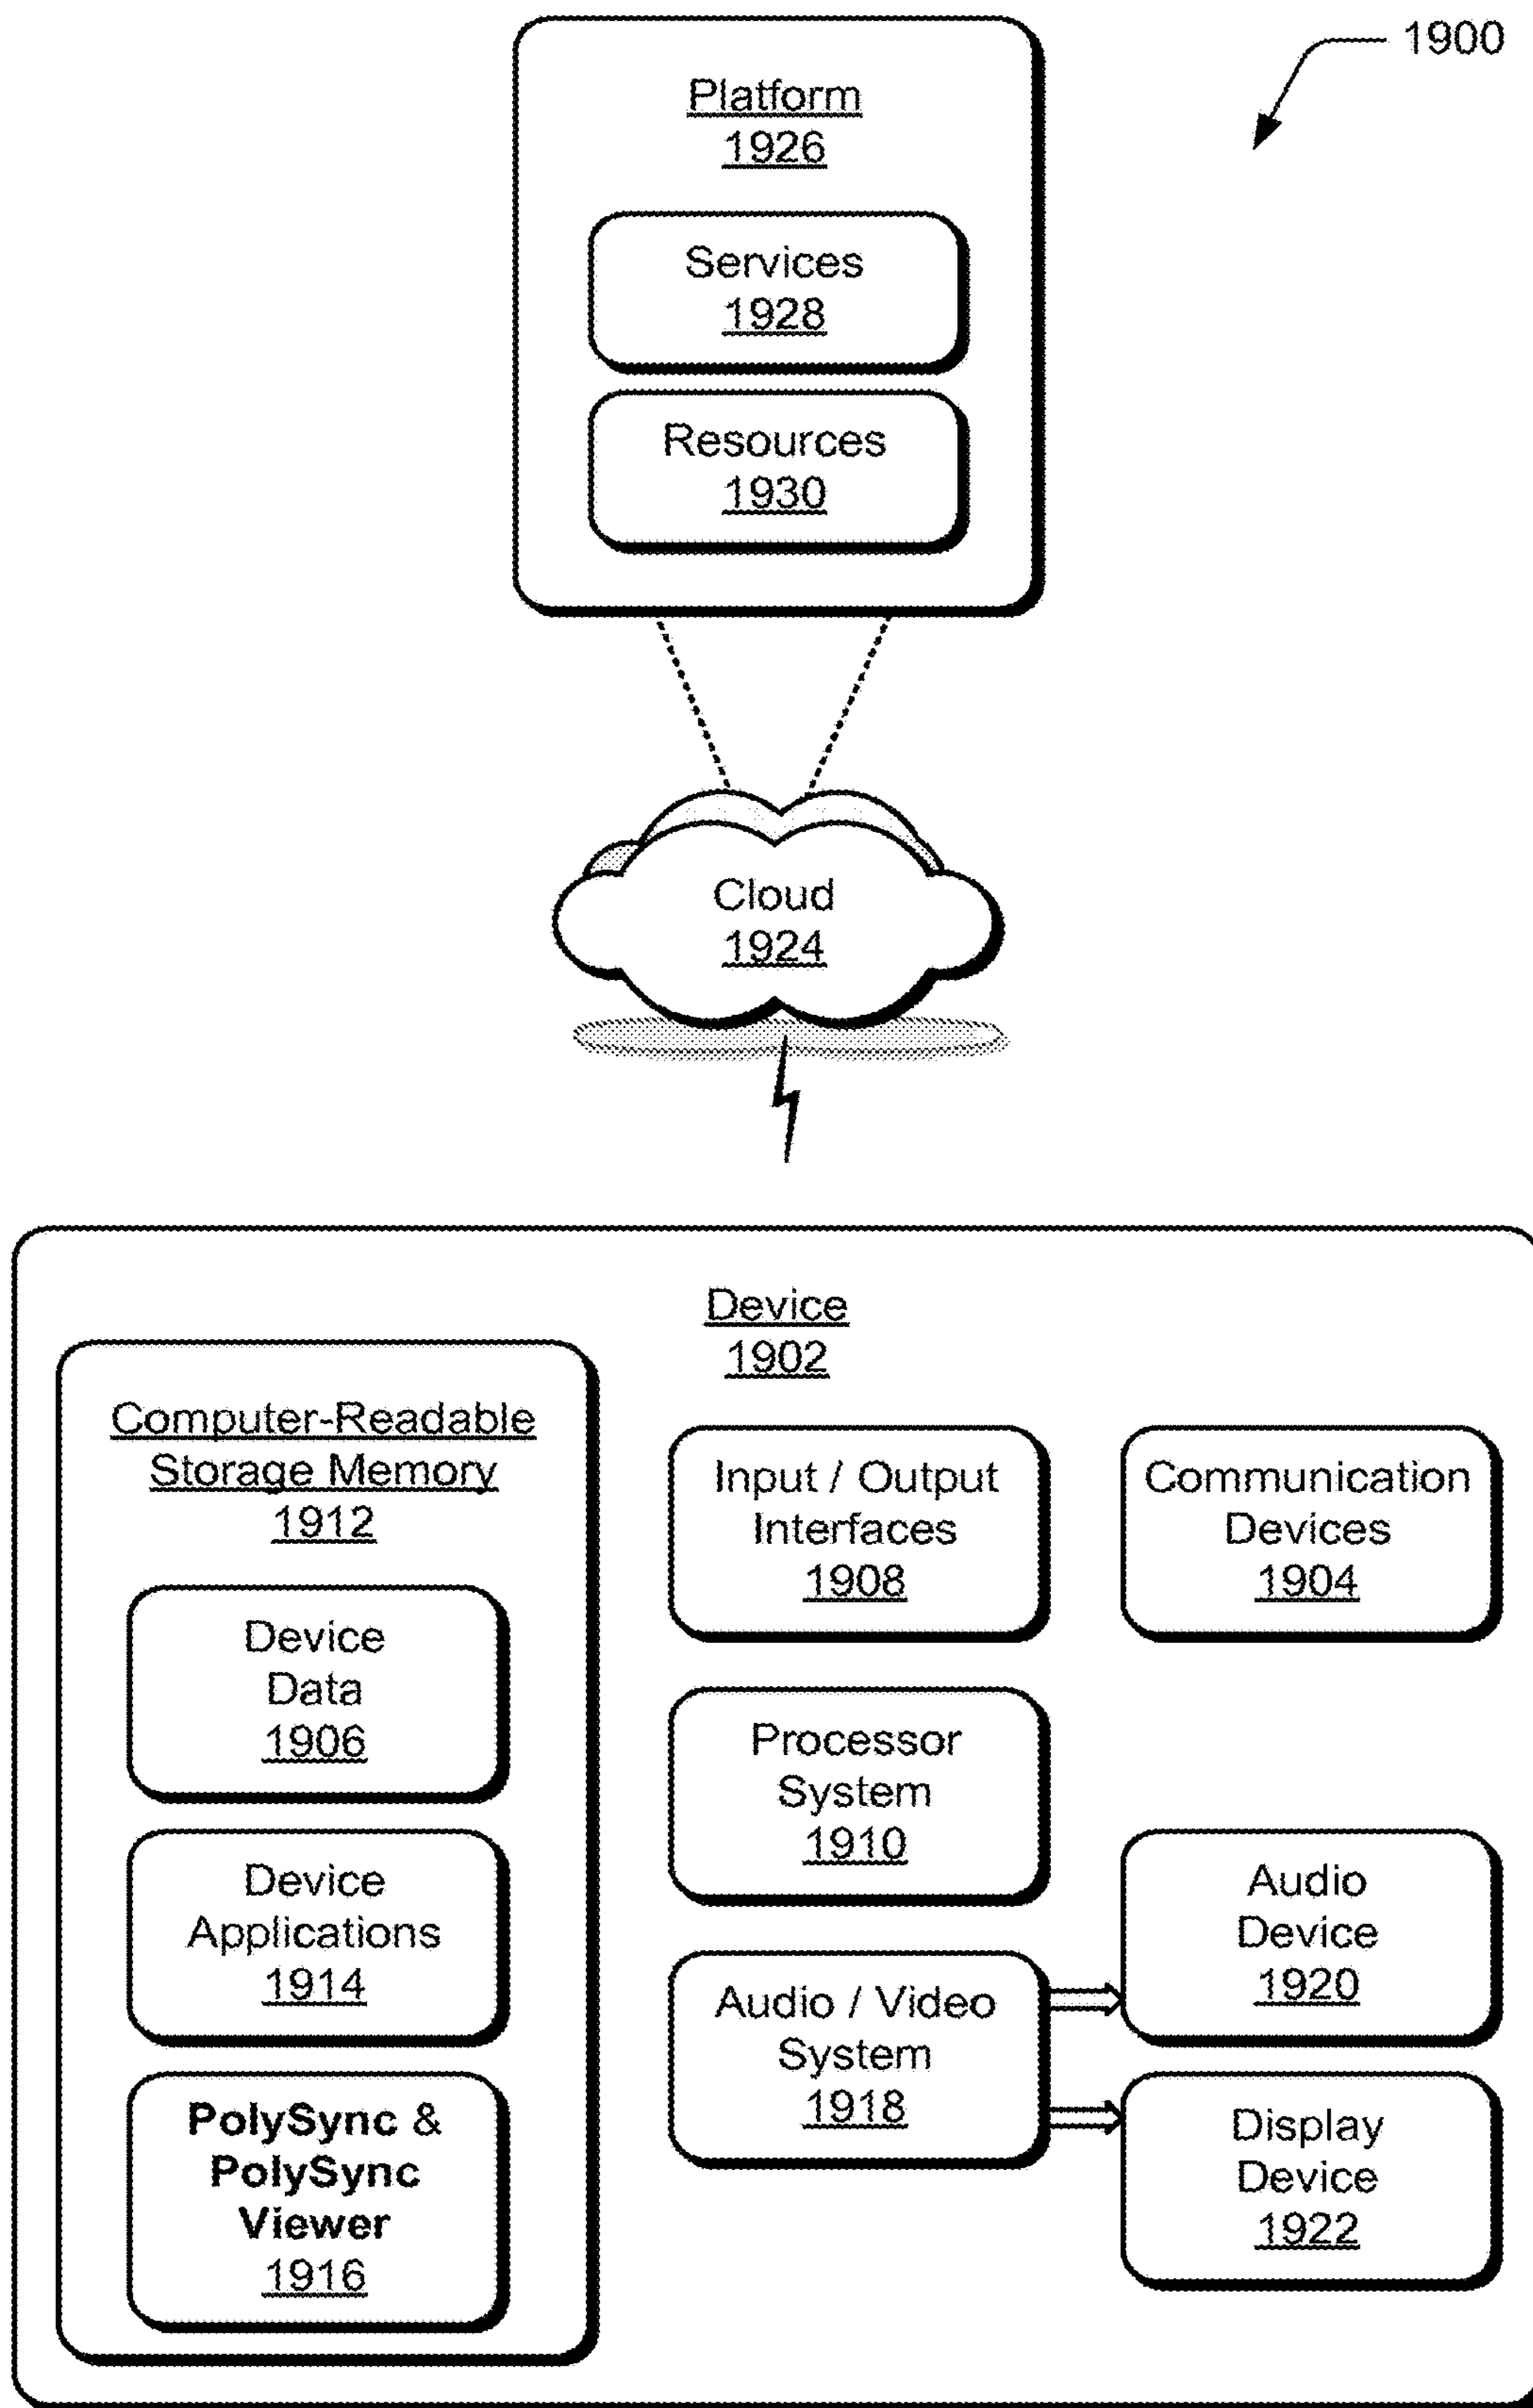 1900
Platform
1926
Services
1928
Resources
1930
Cloud
1924
Device
1902
Computer-Readable
Storage Memory
1912
Device
Data
1906
Device
Applications
1914
PolySync &
PolySync
Viewer
1916
Input / Output
Interfaces
1908
Processor
System
1910
Audio / Video
System
1918
Communication
Devices
1904
Audio
Device
1920
Display
Device
1922